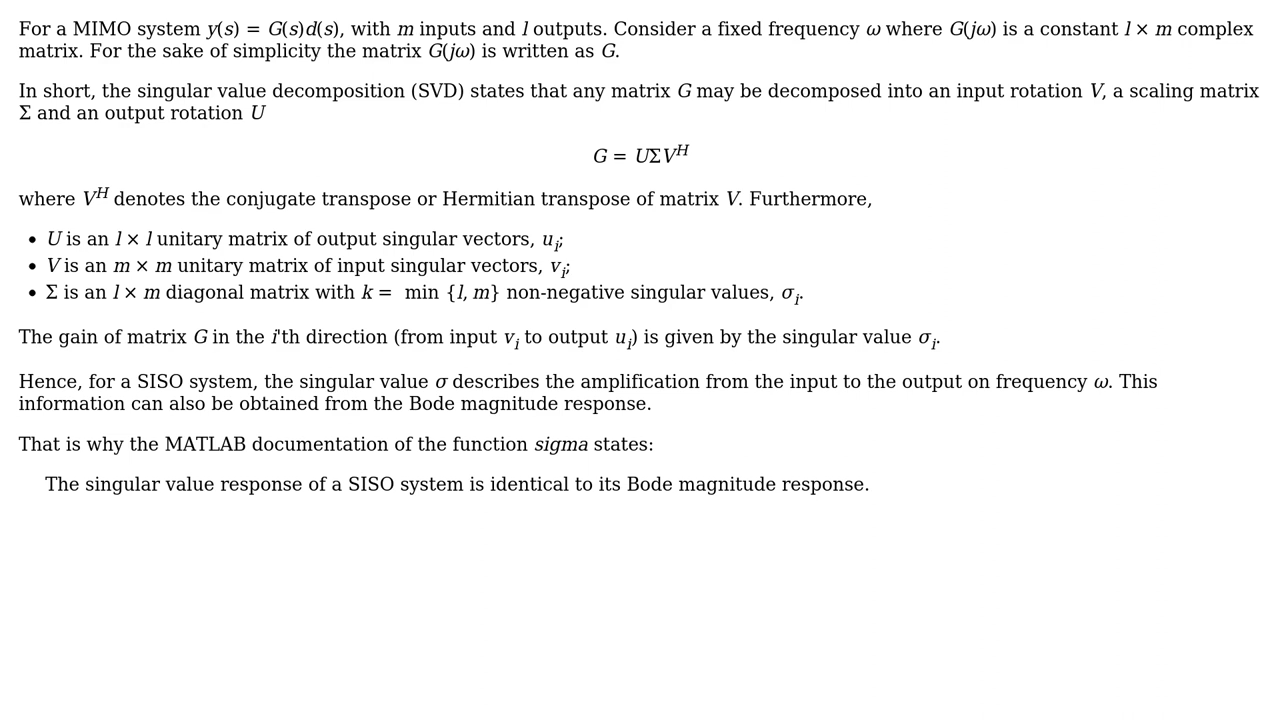 For a MIMO system y(s) = G(s)d(s), with m inputs and l outputs. Consider a fixed frequency ω where G(jω) is a constant l × m complex
matrix. For the sake of simplicity the matrix G(jω) is written as G.
In short, the singular value decomposition (SVD) states that any matrix G may be decomposed into an input rotation V, a scaling matrix
Σ and an output rotation U
G = UΣV^H
where V^H denotes the conjugate transpose or Hermitian transpose of matrix V. Furthermore,
• U is an l × l unitary matrix of output singular vectors, u_i;
• V is an m × m unitary matrix of input singular vectors, v_i;
• Σ is an l × m diagonal matrix with k = min {l, m} non-negative singular values, σ_i.
The gain of matrix G in the i'th direction (from input v_i to output u_i) is given by the singular value σ_i.
Hence, for a SISO system, the singular value σ describes the amplification from the input to the output on frequency ω. This
information can also be obtained from the Bode magnitude response.
That is why the MATLAB documentation of the function sigma states:
The singular value response of a SISO system is identical to its Bode magnitude response.